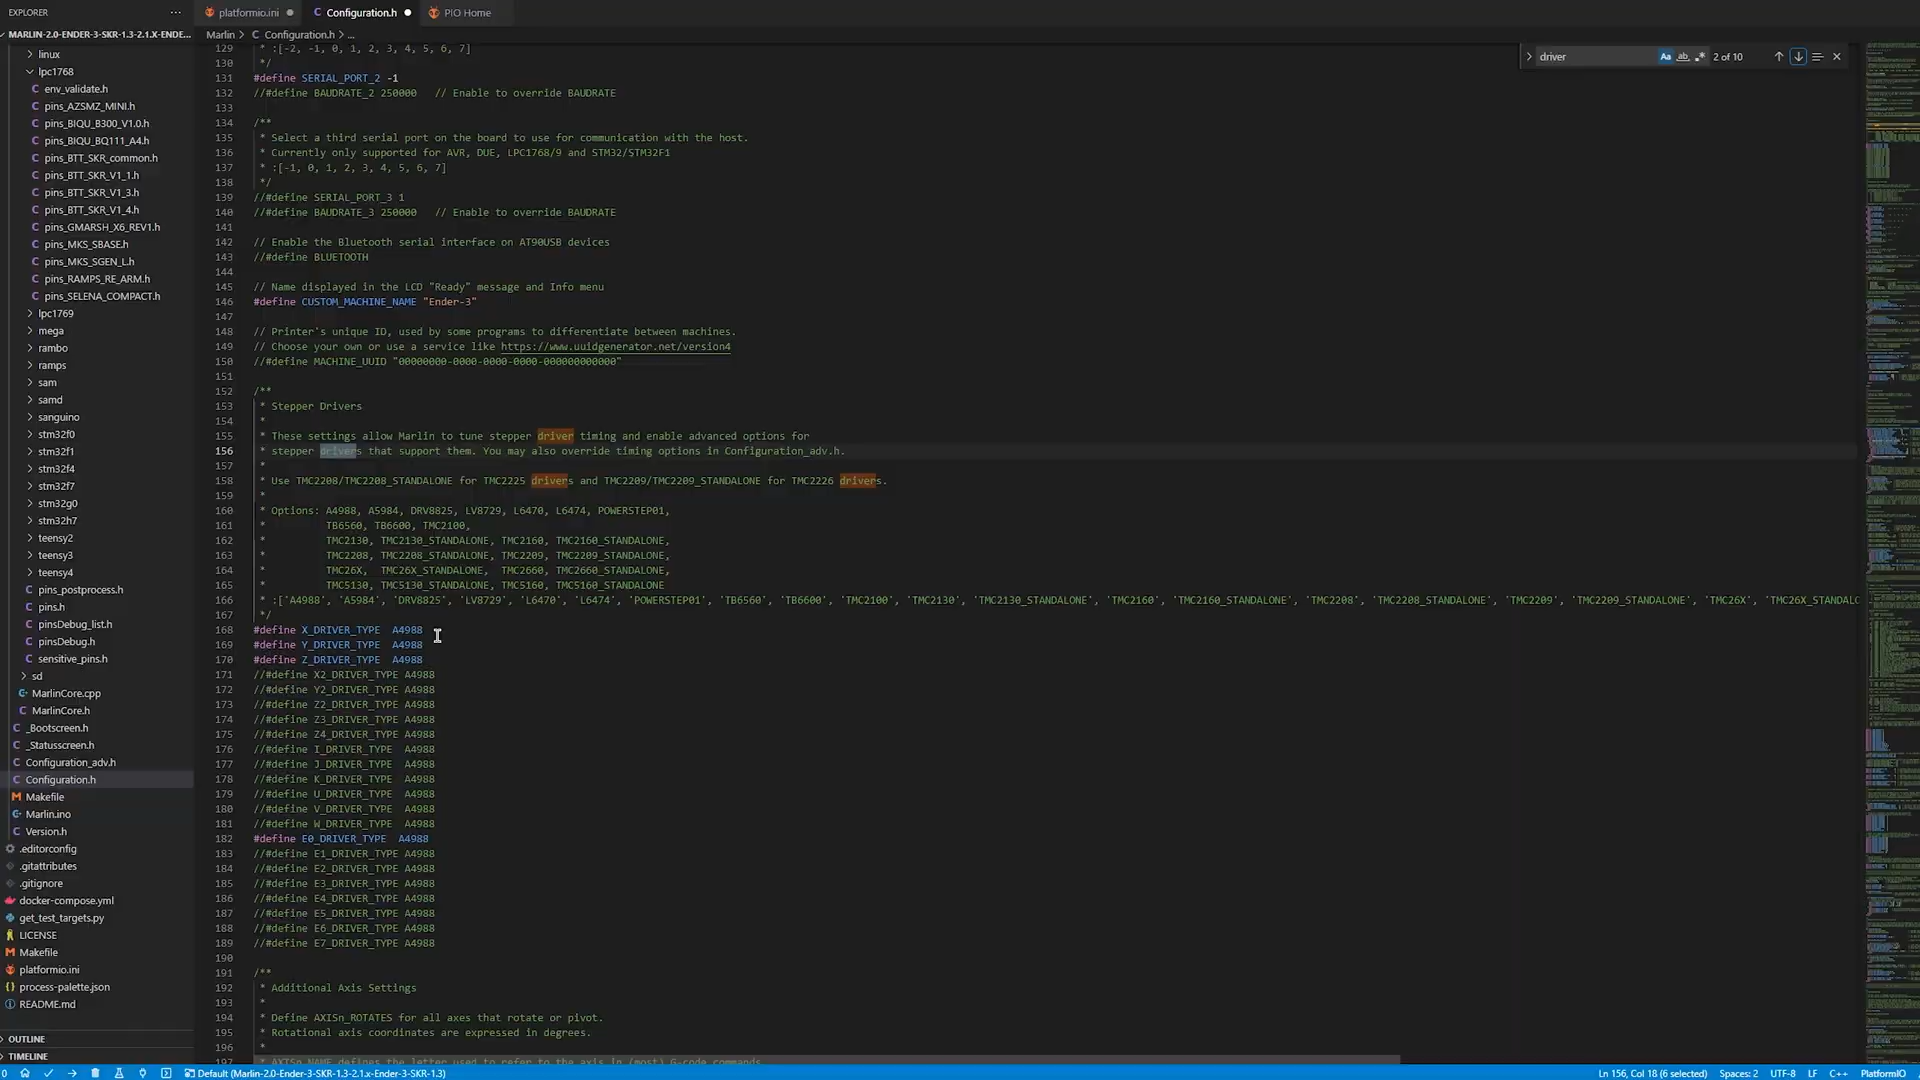 EXPLORER
···
platformio.ini
Configuration.h
PIO Home
MARLIN-2.0-ENDER-3-SKR-1.3-2.1.X-ENDE...
linux
lpc1768
env_validate.h
pins_AZSMZ_MINI.h
pins_BIQU_B300_V1.0.h
pins_BIQU_BQ111_A4.h
pins_BTT_SKR_common.h
pins_BTT_SKR_V1_1.h
pins_BTT_SKR_V1_3.h
pins_BTT_SKR_V1_4.h
pins_GMARSH_X6_REV1.h
pins_MKS_SBASE.h
pins_MKS_SGEN_L.h
pins_RAMPS_RE_ARM.h
pins_SELENA_COMPACT.h
lpc1769
mega
rambo
ramps
sam
samd
sanguino
stm32f0
stm32f1
stm32f4
stm32f7
stm32g0
stm32h7
teensy2
teensy3
teensy4
pins_postprocess.h
pins.h
pinsDebug_list.h
pinsDebug.h
sensitive_pins.h
sd
MarlinCore.cpp
MarlinCore.h
_Bootscreen.h
_Statusscreen.h
Configuration_adv.h
Configuration.h
Makefile
Marlin.ino
Version.h
.editorconfig
.gitattributes
.gitignore
docker-compose.yml
get_test_targets.py
LICENSE
Makefile
platformio.ini
process-palette.json
README.md
OUTLINE
TIMELINE
Marlin > C Configuration.h > ...
driver
Aa ab .* 2 of 10
129 * :[-2, -1, 0, 1, 2, 3, 4, 5, 6, 7]
130 */
131 #define SERIAL_PORT_2 -1
132 //#define BAUDRATE_2 250000 // Enable to override BAUDRATE
133
134 /**
135 * Select a third serial port on the board to use for communication with the host.
136 * Currently only supported for AVR, DUE, LPC1768/9 and STM32/STM32F1
137 * :[-1, 0, 1, 2, 3, 4, 5, 6, 7]
138 */
139 //#define SERIAL_PORT_3 1
140 //#define BAUDRATE_3 250000 // Enable to override BAUDRATE
141
142 // Enable the Bluetooth serial interface on AT90USB devices
143 //#define BLUETOOTH
144
145 // Name displayed in the LCD "Ready" message and Info menu
146 #define CUSTOM_MACHINE_NAME "Ender-3"
147
148 // Printer's unique ID, used by some programs to differentiate between machines.
149 // Choose your own or use a service like https://www.uuidgenerator.net/version4
150 //#define MACHINE_UUID "00000000-0000-0000-0000-000000000000"
151
152 /**
153 * Stepper Drivers
154 *
155 * These settings allow Marlin to tune stepper driver timing and enable advanced options for
156 * stepper drivers that support them. You may also override timing options in Configuration_adv.h.
157 *
158 * Use TMC2208/TMC2208_STANDALONE for TMC2225 drivers and TMC2209/TMC2209_STANDALONE for TMC2226 drivers.
159 *
160 * Options: A4988, A5984, DRV8825, LV8729, L6470, L6474, POWERSTEP01,
161 * TB6560, TB6600, TMC2100,
162 * TMC2130, TMC2130_STANDALONE, TMC2160, TMC2160_STANDALONE,
163 * TMC2208, TMC2208_STANDALONE, TMC2209, TMC2209_STANDALONE,
164 * TMC26X, TMC26X_STANDALONE, TMC2660, TMC2660_STANDALONE,
165 * TMC5130, TMC5130_STANDALONE, TMC5160, TMC5160_STANDALONE
166 * :['A4988', 'A5984', 'DRV8825', 'LV8729', 'L6470', 'L6474', 'POWERSTEP01', 'TB6560', 'TB6600', 'TMC2100', 'TMC2130', 'TMC2130_STANDALONE', 'TMC2160', 'TMC2160_STANDALONE', 'TMC2208', 'TMC2208_STANDALONE', 'TMC2209', 'TMC2209_STANDALONE', 'TMC26X', 'TMC26X_STANDALO
167 */
168 #define X_DRIVER_TYPE A4988
169 #define Y_DRIVER_TYPE A4988
170 #define Z_DRIVER_TYPE A4988
171 //#define X2_DRIVER_TYPE A4988
172 //#define Y2_DRIVER_TYPE A4988
173 //#define Z2_DRIVER_TYPE A4988
174 //#define Z3_DRIVER_TYPE A4988
175 //#define Z4_DRIVER_TYPE A4988
176 //#define I_DRIVER_TYPE A4988
177 //#define J_DRIVER_TYPE A4988
178 //#define K_DRIVER_TYPE A4988
179 //#define U_DRIVER_TYPE A4988
180 //#define V_DRIVER_TYPE A4988
181 //#define W_DRIVER_TYPE A4988
182 #define E0_DRIVER_TYPE A4988
183 //#define E1_DRIVER_TYPE A4988
184 //#define E2_DRIVER_TYPE A4988
185 //#define E3_DRIVER_TYPE A4988
186 //#define E4_DRIVER_TYPE A4988
187 //#define E5_DRIVER_TYPE A4988
188 //#define E6_DRIVER_TYPE A4988
189 //#define E7_DRIVER_TYPE A4988
190
191 /**
192 * Additional Axis Settings
193 *
194 * Define AXISn_ROTATES for all axes that rotate or pivot.
195 * Rotational axis coordinates are expressed in degrees.
196 *
197 * AXISn_NAME defines the letter used to refer to the axis in (most) G-code commands.
0
Default (Marlin-2.0-Ender-3-SKR-1.3-2.1.x-Ender-3-SKR-1.3)
Ln 156, Col 18 (6 selected)
Spaces: 2
UTF-8
LF
C++
PlatformIO